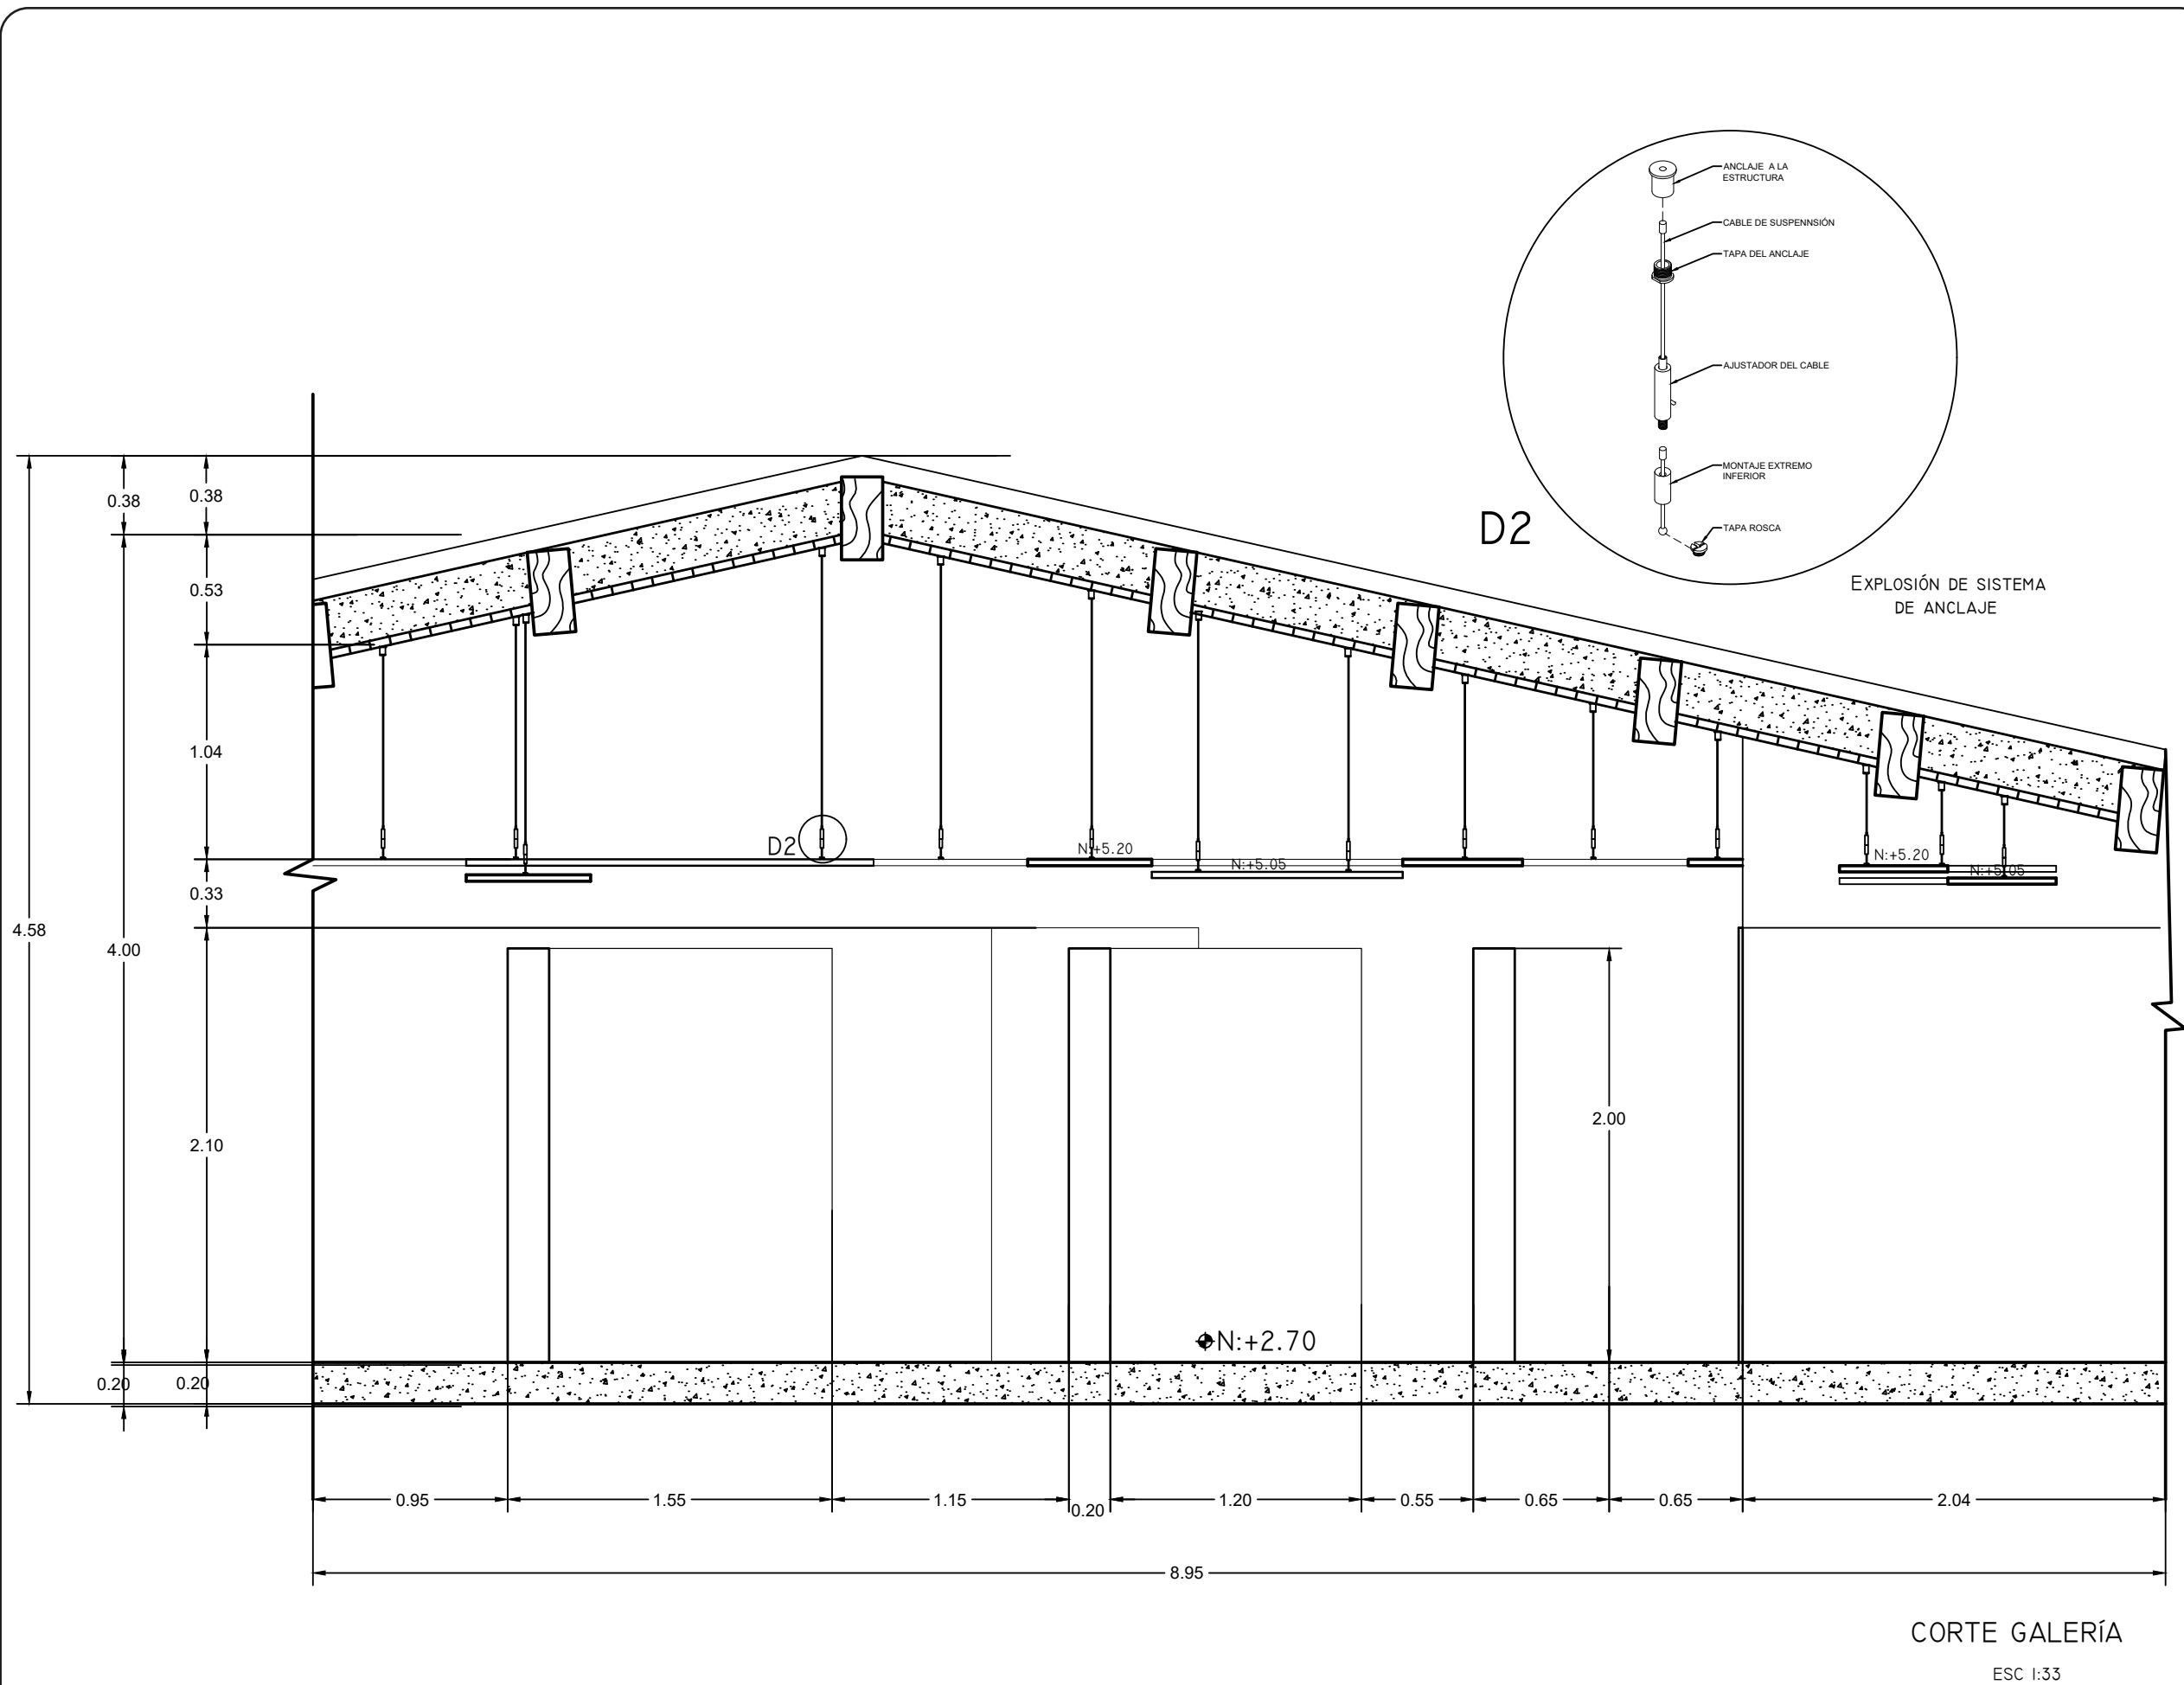 ANCLAJE A LA
ESTRUCTURA
CABLE DE SUSPENNSIÓN
TAPA DEL ANCLAJE
AJUSTADOR DEL CABLE
MONTAJE EXTREMO
INFERIOR
TAPA ROSCA
D2
EXPLOSIÓN DE SISTEMA
DE ANCLAJE
0.38
0.38
0.53
1.04
0.33
4.58
4.00
2.10
0.20
0.20
D2
N:+5.20
N:+5.05
N:+5.20
N:+5.05
2.00
N:+2.70
0.95
1.55
1.15
0.20
1.20
0.55
0.65
0.65
2.04
8.95
CORTE GALERÍA
ESC 1:33